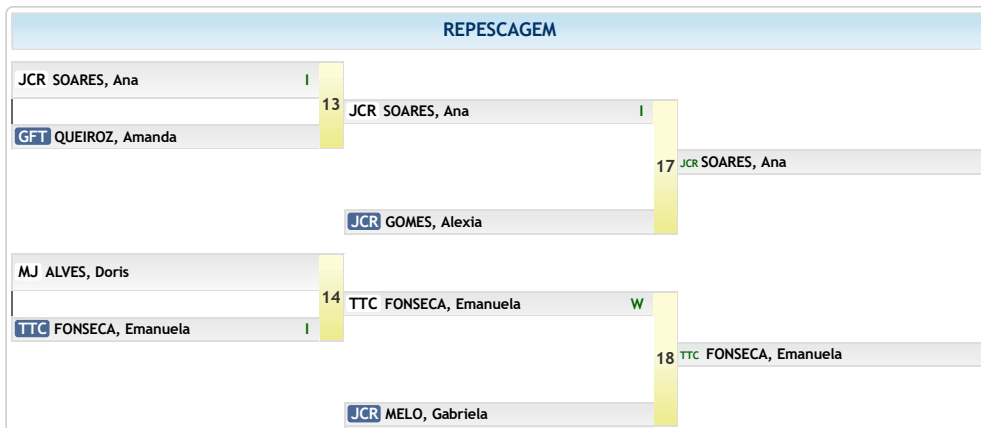 REPESCAGEM
JCR SOARES, Ana I
13
JCR SOARES, Ana I
GFT QUEIROZ, Amanda
17
JCR SOARES, Ana
JCR GOMES, Alexia
MJ ALVES, Doris
14
TTC FONSECA, Emanuela W
TTC FONSECA, Emanuela I
18
TTC FONSECA, Emanuela
JCR MELO, Gabriela